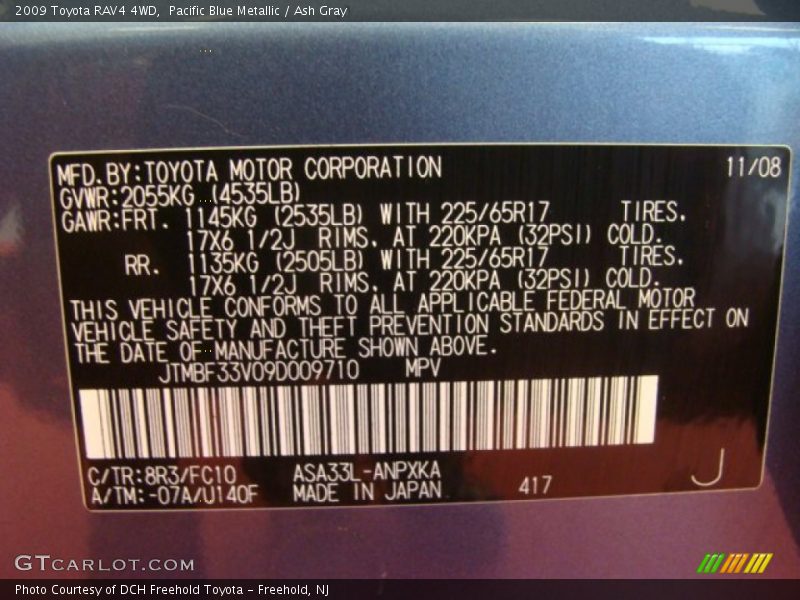 2009 Toyota RAV4 4WD,  Pacific Blue Metallic / Ash Gray
MFD.BY:TOYOTA MOTOR CORPORATION 11/08
GVWR:2055KG (4535LB)
GAWR:FRT. 1145KG (2535LB) WITH 225/65R17 TIRES.
17X6 1/2J RIMS. AT 220KPA (32PSI) COLD.
RR. 1135KG (2505LB) WITH 225/65R17 TIRES.
17X6 1/2J RIMS. AT 220KPA (32PSI) COLD.
THIS VEHICLE CONFORMS TO ALL APPLICABLE FEDERAL MOTOR
VEHICLE SAFETY AND THEFT PREVENTION STANDARDS IN EFFECT ON
THE DATE OF MANUFACTURE SHOWN ABOVE.
JTMBF33V09D009710 MPV
C/TR:8R3/FC10 ASA33L-ANPXKA
A/TM:-07A/U140F MADE IN JAPAN 417 J
GTCARLOT.COM
Photo Courtesy of DCH Freehold Toyota - Freehold, NJ